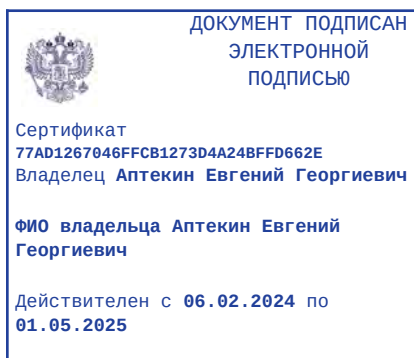 ДОКУМЕНТ ПОДПИСАН
ЭЛЕКТРОННОЙ
ПОДПИСЬЮ
Сертификат
77AD1267046FFCB1273D4A24BFFD662E
Владелец Аптекин Евгений Георгиевич
ФИО владельца Аптекин Евгений
Георгиевич
Действителен с 06.02.2024 по
01.05.2025